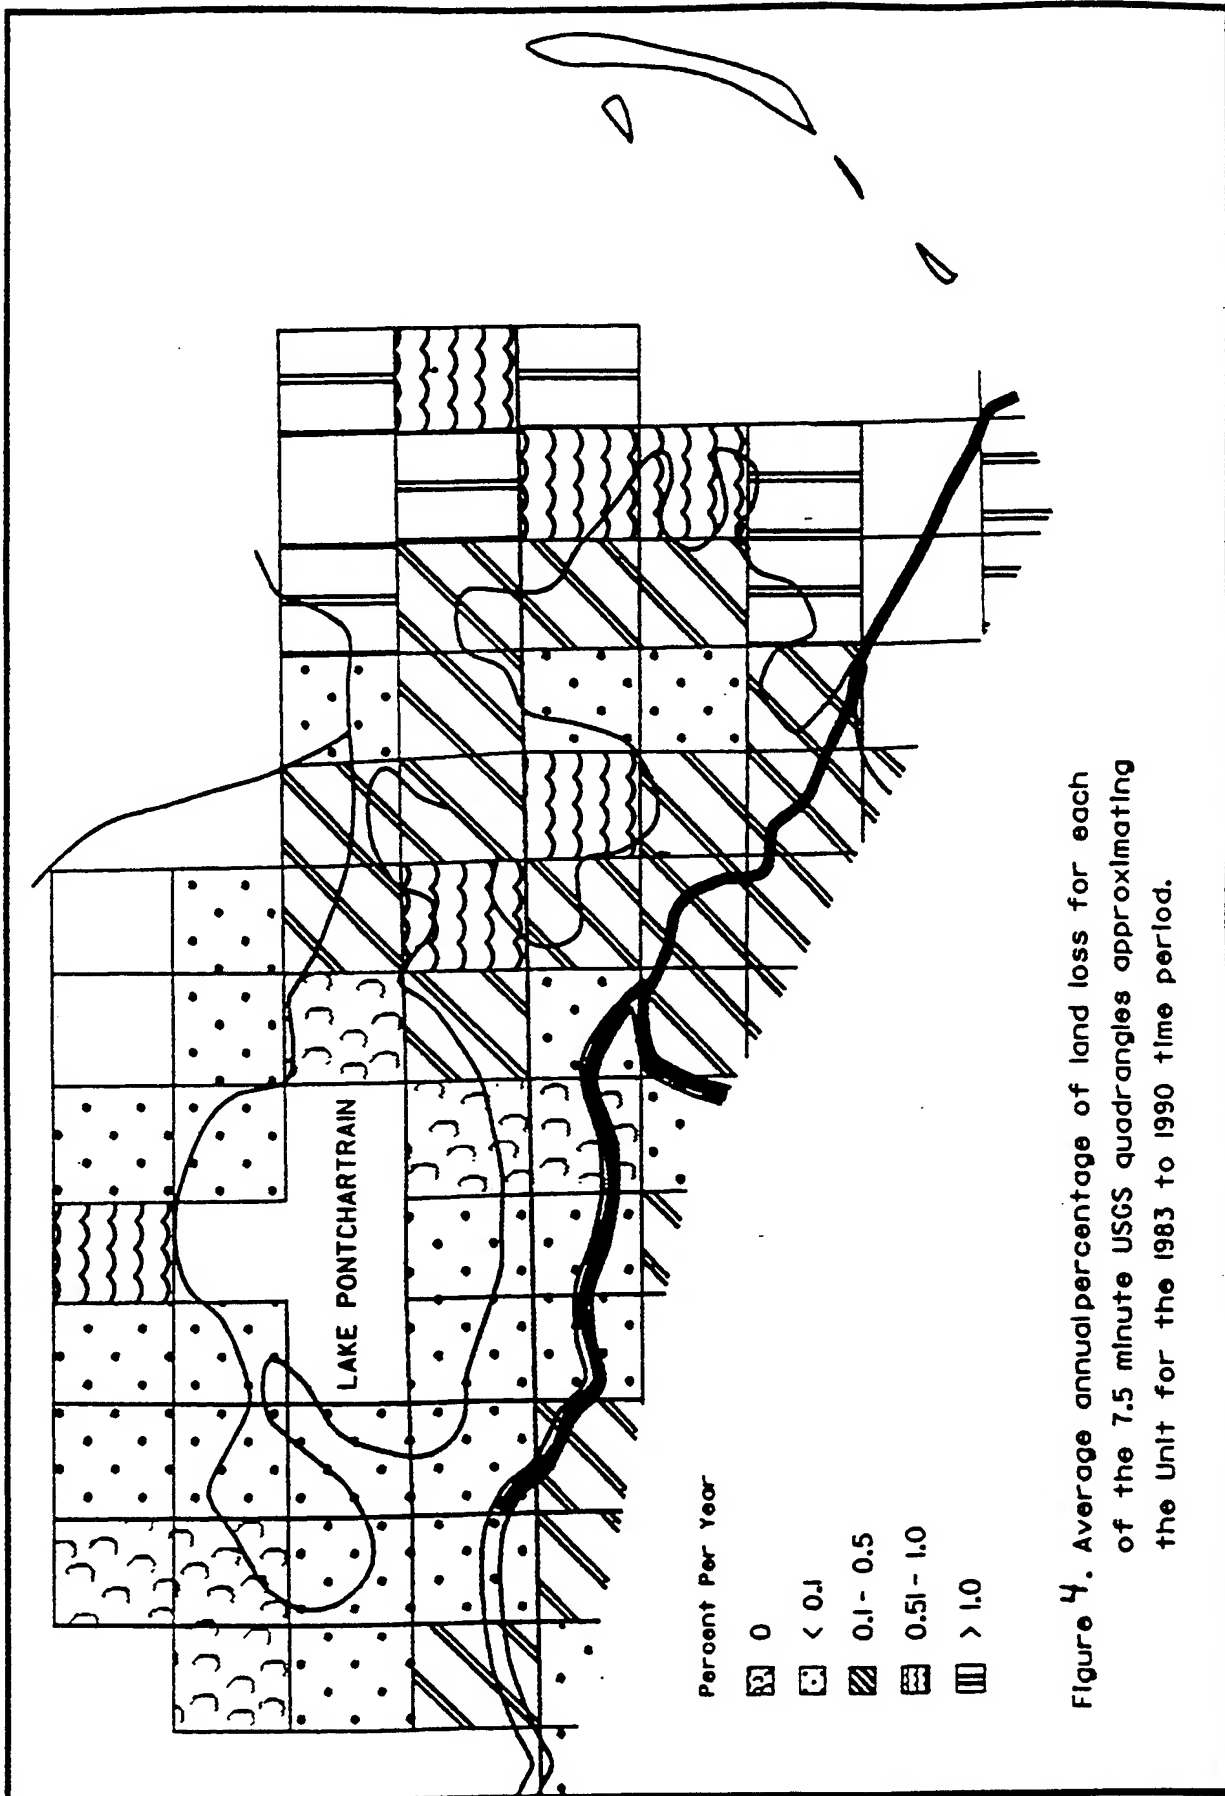 LAKE PONTCHARTRAIN
Percent Per Year
0
< 0.1
0.1 - 0.5
0.51 - 1.0
> 1.0
Figure 4. Average annual percentage of land loss for each
of the 7.5 minute USGS quadrangles approximating
the Unit for the 1983 to 1990 time period.